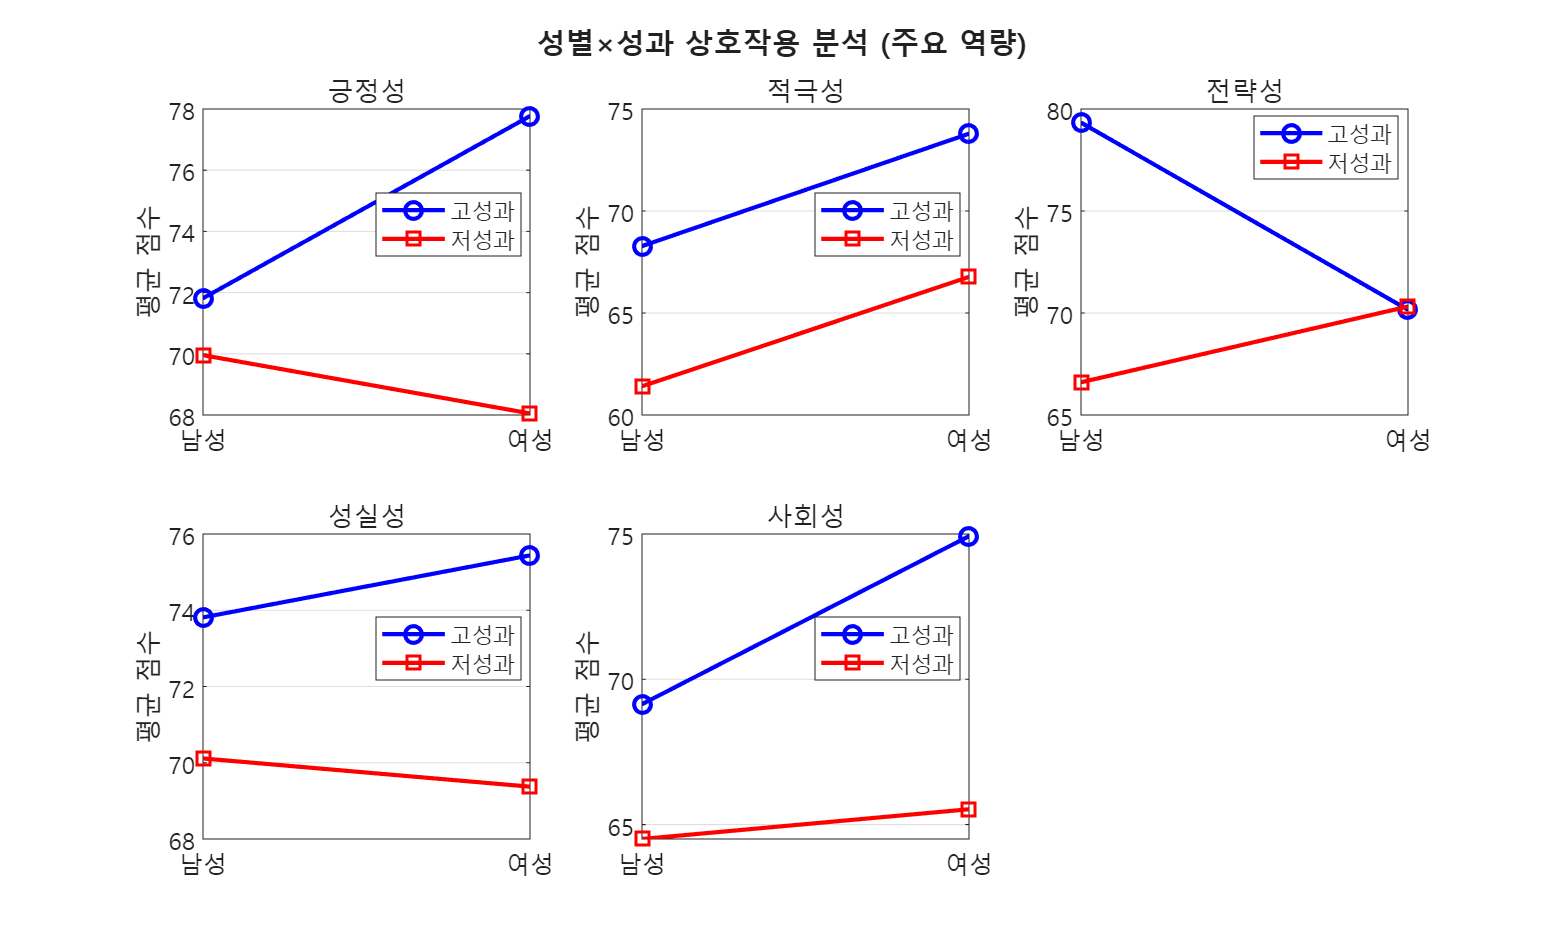 성별×성과 상호작용 분석 (주요 역량)
긍정성
78
76
74
72
70
68
평균 점수
남성
여성
고성과
저성과
적극성
75
70
65
60
평균 점수
남성
여성
고성과
저성과
전략성
80
75
70
65
평균 점수
남성
여성
고성과
저성과
성실성
76
74
72
70
68
평균 점수
남성
여성
고성과
저성과
사회성
75
70
65
평균 점수
남성
여성
고성과
저성과